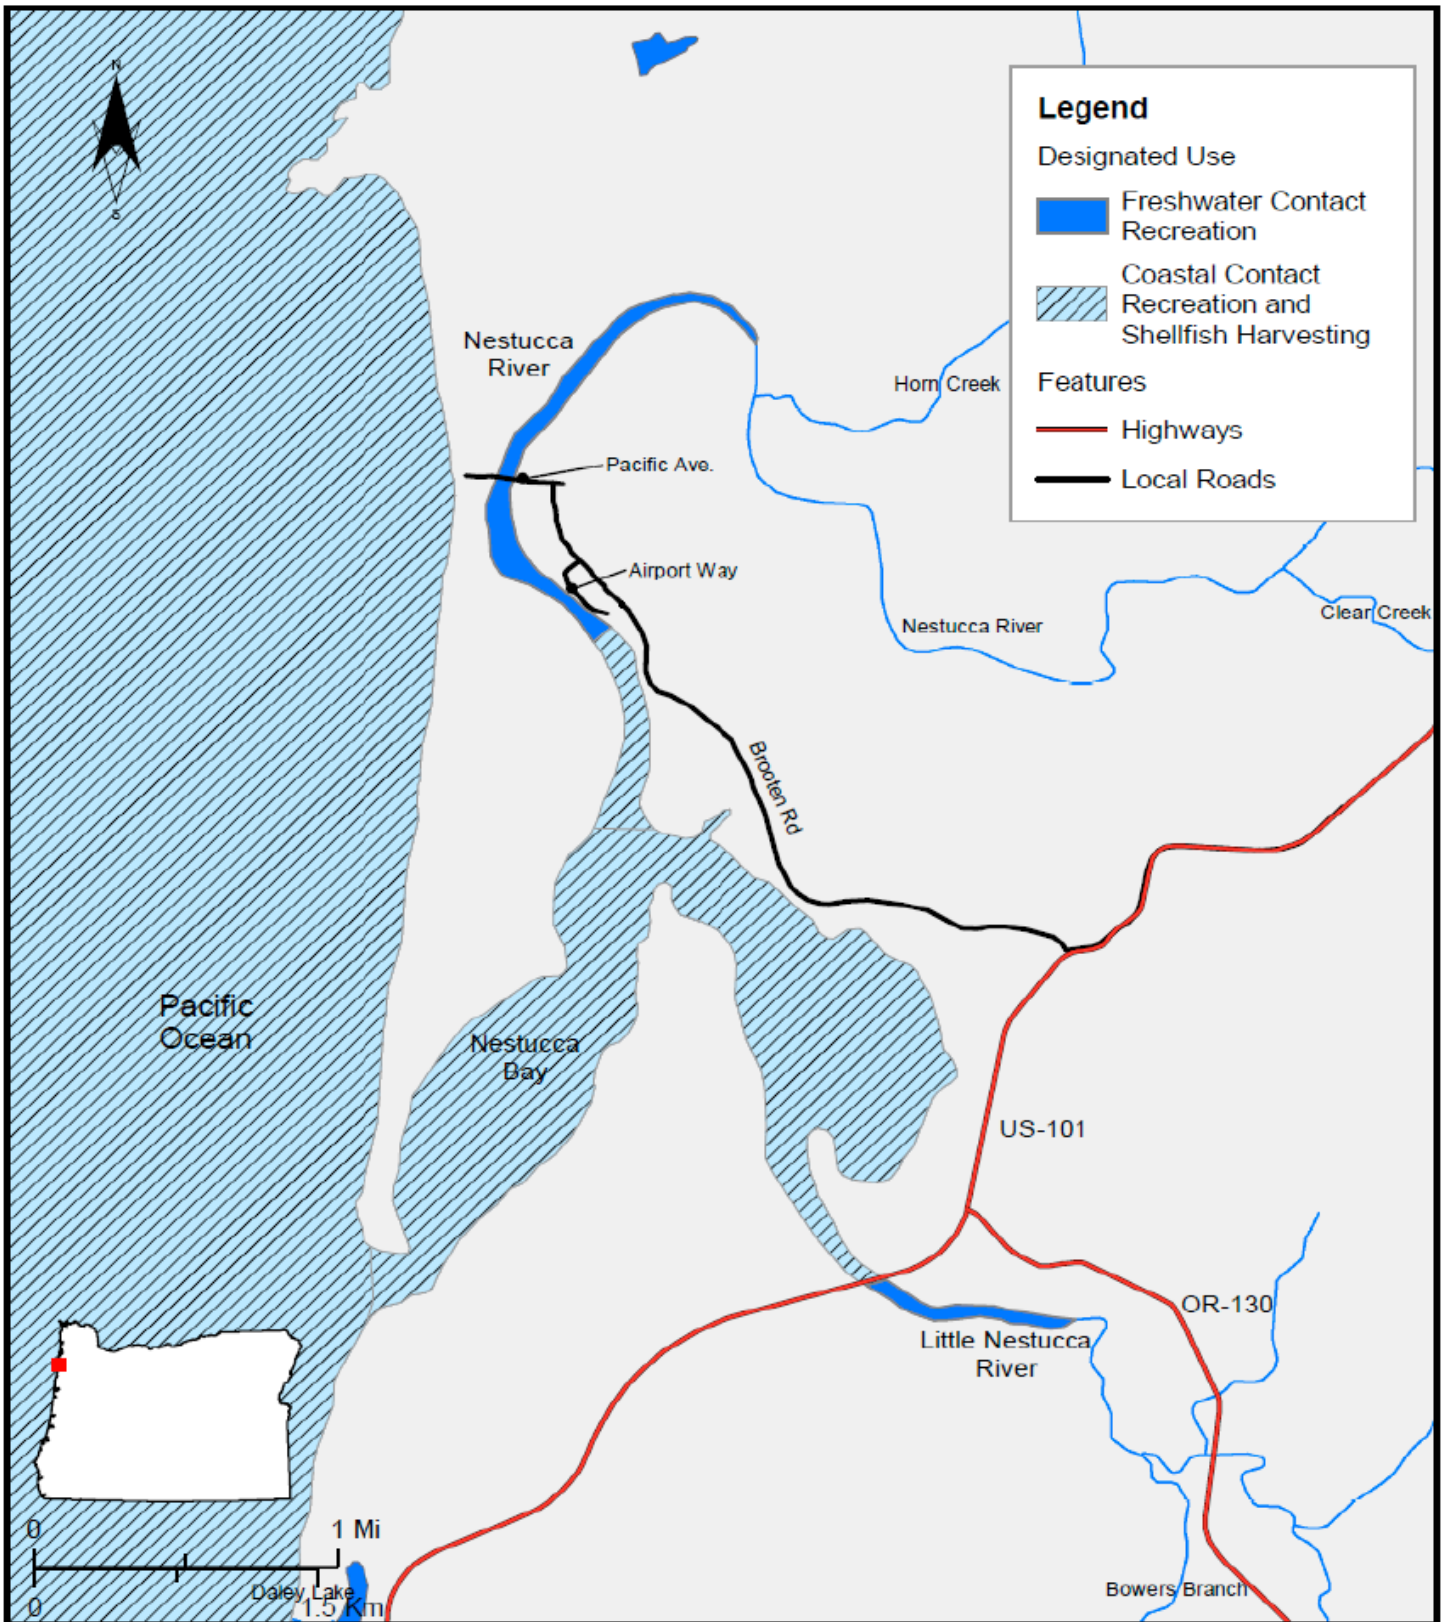 N
S
Legend
Designated Use
Freshwater Contact
Recreation
Coastal Contact
Recreation and
Shellfish Harvesting
Features
Highways
Local Roads
Nestucca
River
Horn Creek
Pacific Ave.
Airport Way
Clear Creek
Nestucca River
Brooten Rd
Pacific
Ocean
Nestucca
Bay
US-101
OR-130
Little Nestucca
River
0
1 Mi
Daley Lake
0
1.5 Km
Bowers Branch